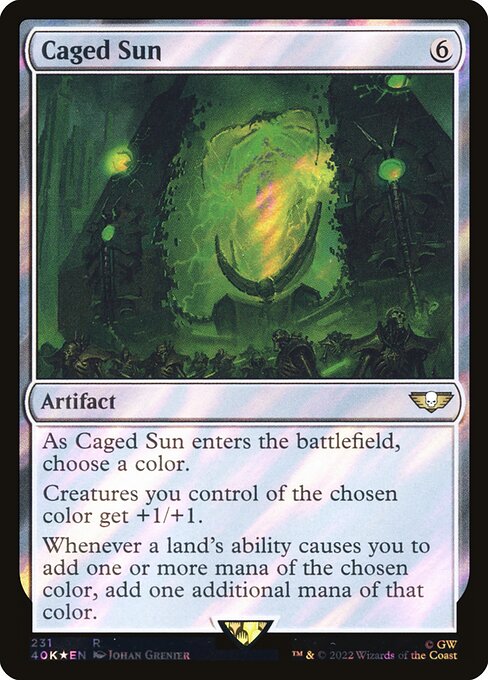 Caged Sun 6
Artifact
As Caged Sun enters the battlefield,
choose a color.
Creatures you control of the chosen
color get +1/+1.
Whenever a land's ability causes you to
add one or more mana of the chosen
color, add one additional mana of that
color.
231 R
40K★EN Johan Grenier
© GW
™ & © 2022 Wizards of the Coast